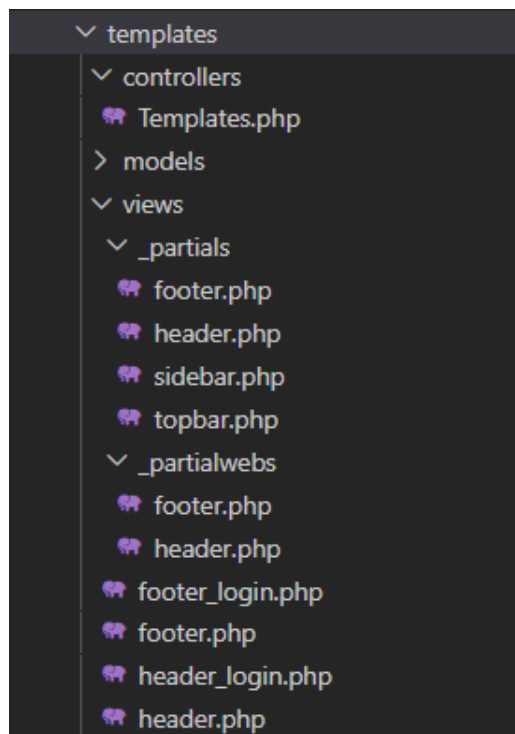 templates
controllers
Templates.php
models
views
_partials
footer.php
header.php
sidebar.php
topbar.php
_partialwebs
footer.php
header.php
footer_login.php
footer.php
header_login.php
header.php